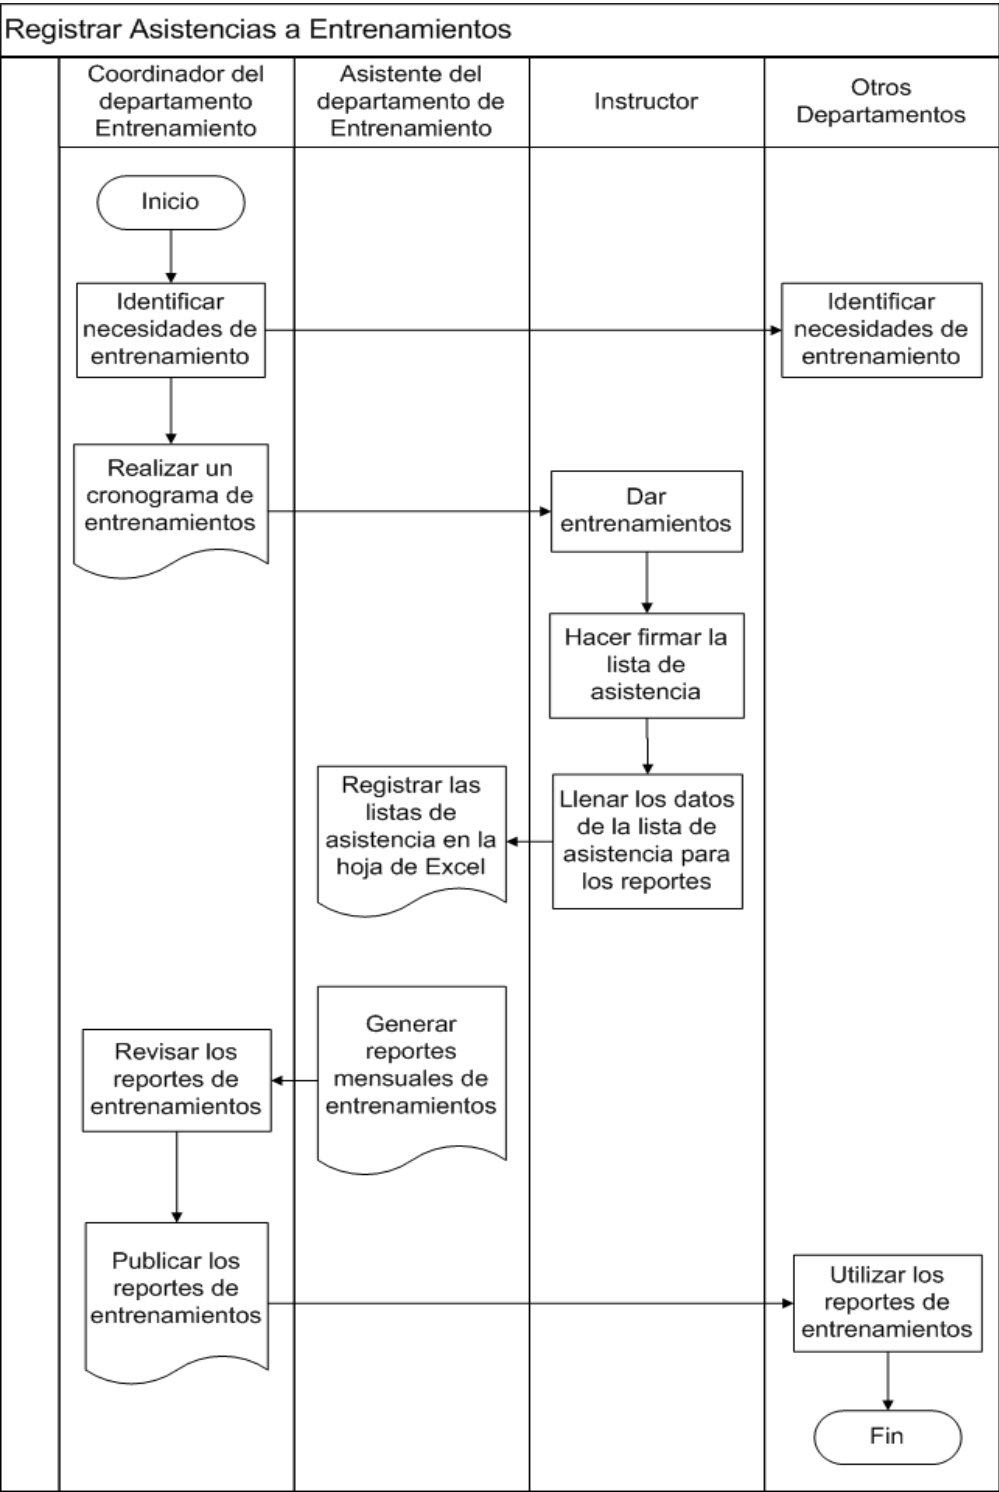 Registrar Asistencias a Entrenamientos
Coordinador del
departamento
Entrenamiento
Asistente del
departamento de
Entrenamiento
Instructor
Otros
Departamentos
Inicio
Identificar
necesidades de
entrenamiento
Identificar
necesidades de
entrenamiento
Realizar un
cronograma de
entrenamientos
Dar
entrenamientos
Hacer firmar la
lista de
asistencia
Registrar las
listas de
asistencia en la
hoja de Excel
Llenar los datos
de la lista de
asistencia para
los reportes
Generar
reportes
mensuales de
entrenamientos
Revisar los
reportes de
entrenamientos
Publicar los
reportes de
entrenamientos
Utilizar los
reportes de
entrenamientos
Fin